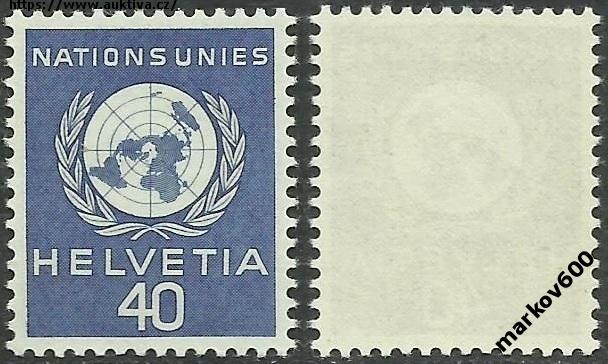 https://www.auktiva.cz/
NATIONS UNIES
HELVETIA
40
markov600